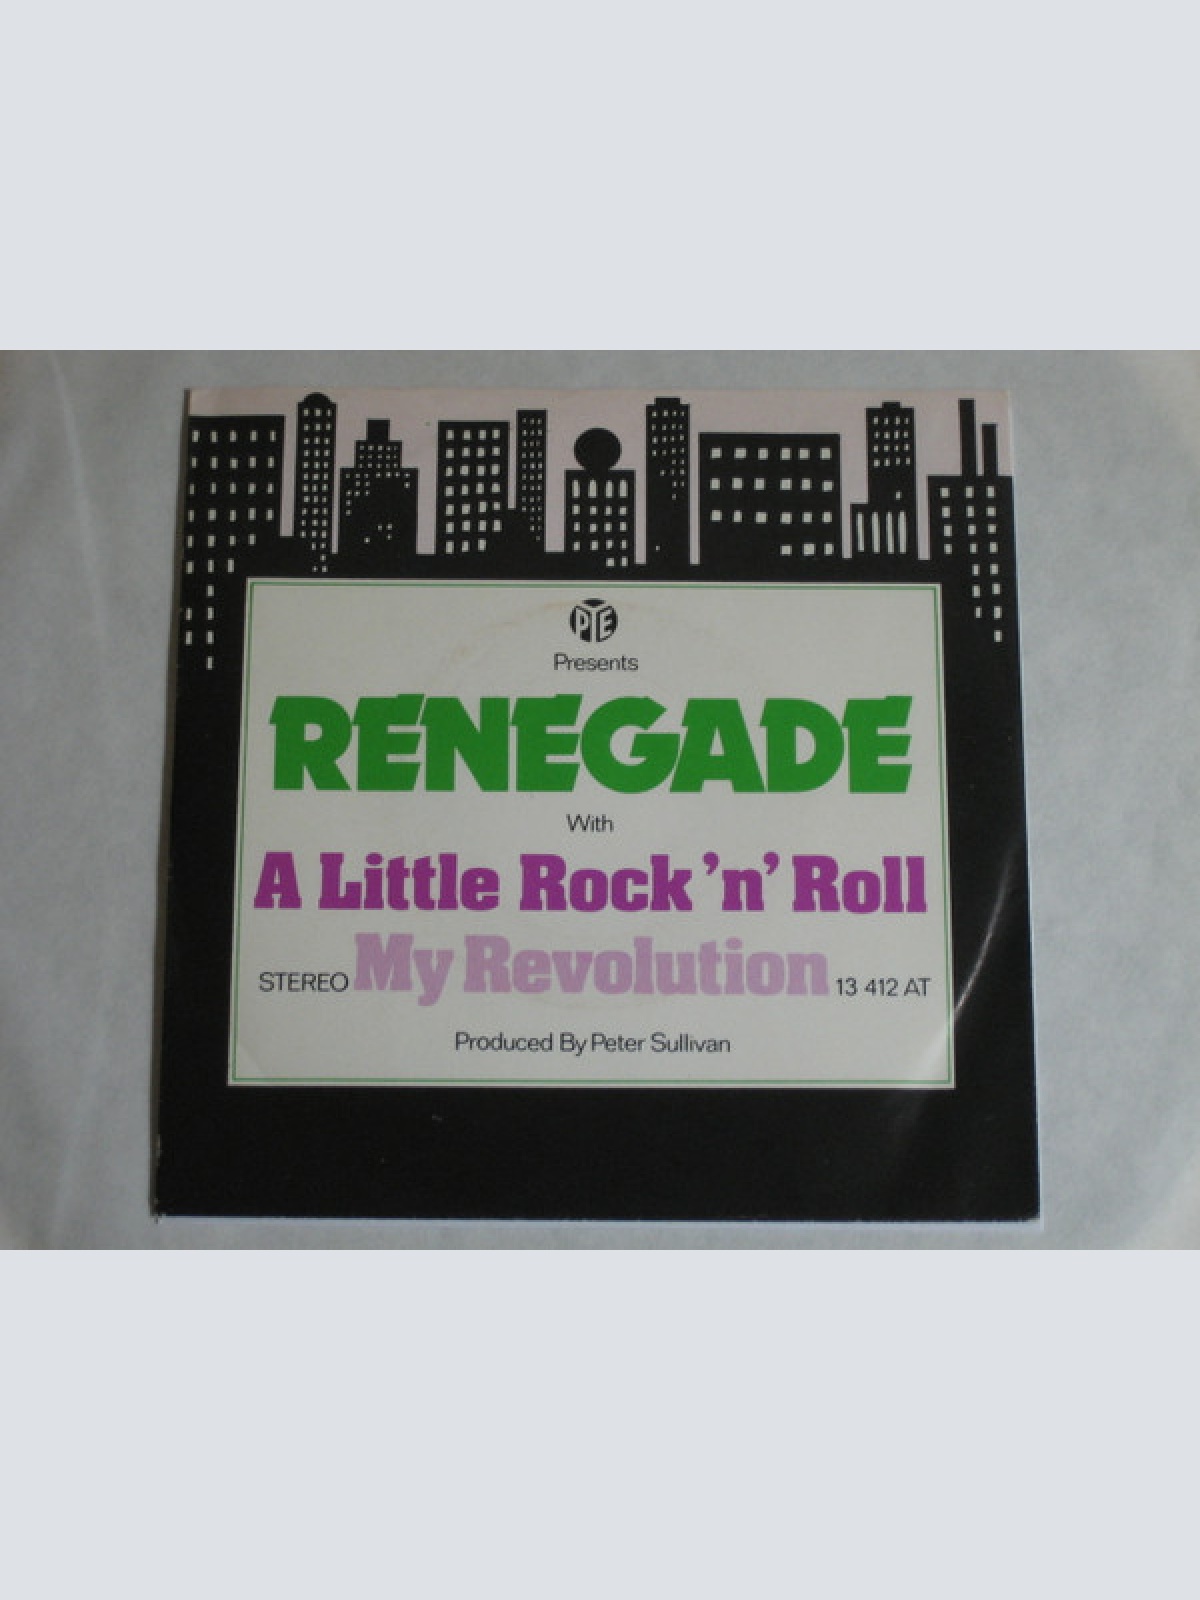 PYE
Presents
RENEGADE
With
A Little Rock 'n' Roll
My Revolution
STEREO 13 412 AT
Produced By Peter Sullivan